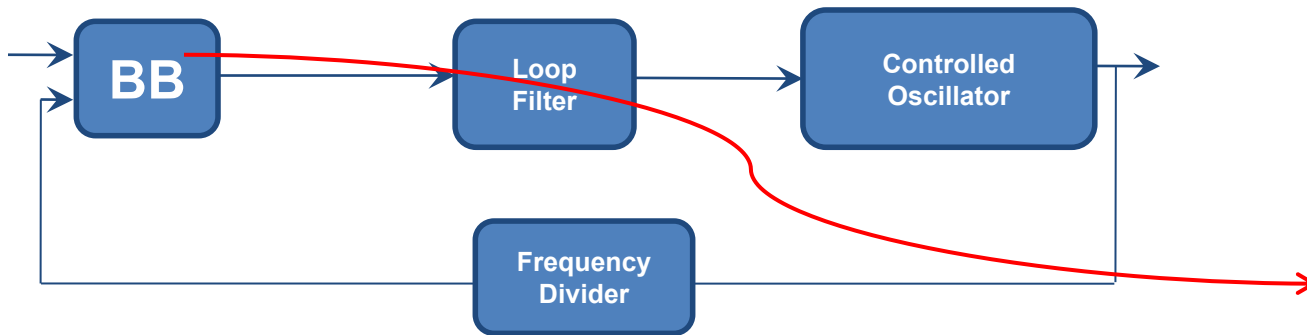 BB
Loop
Filter
Controlled
Oscillator
Frequency
Divider